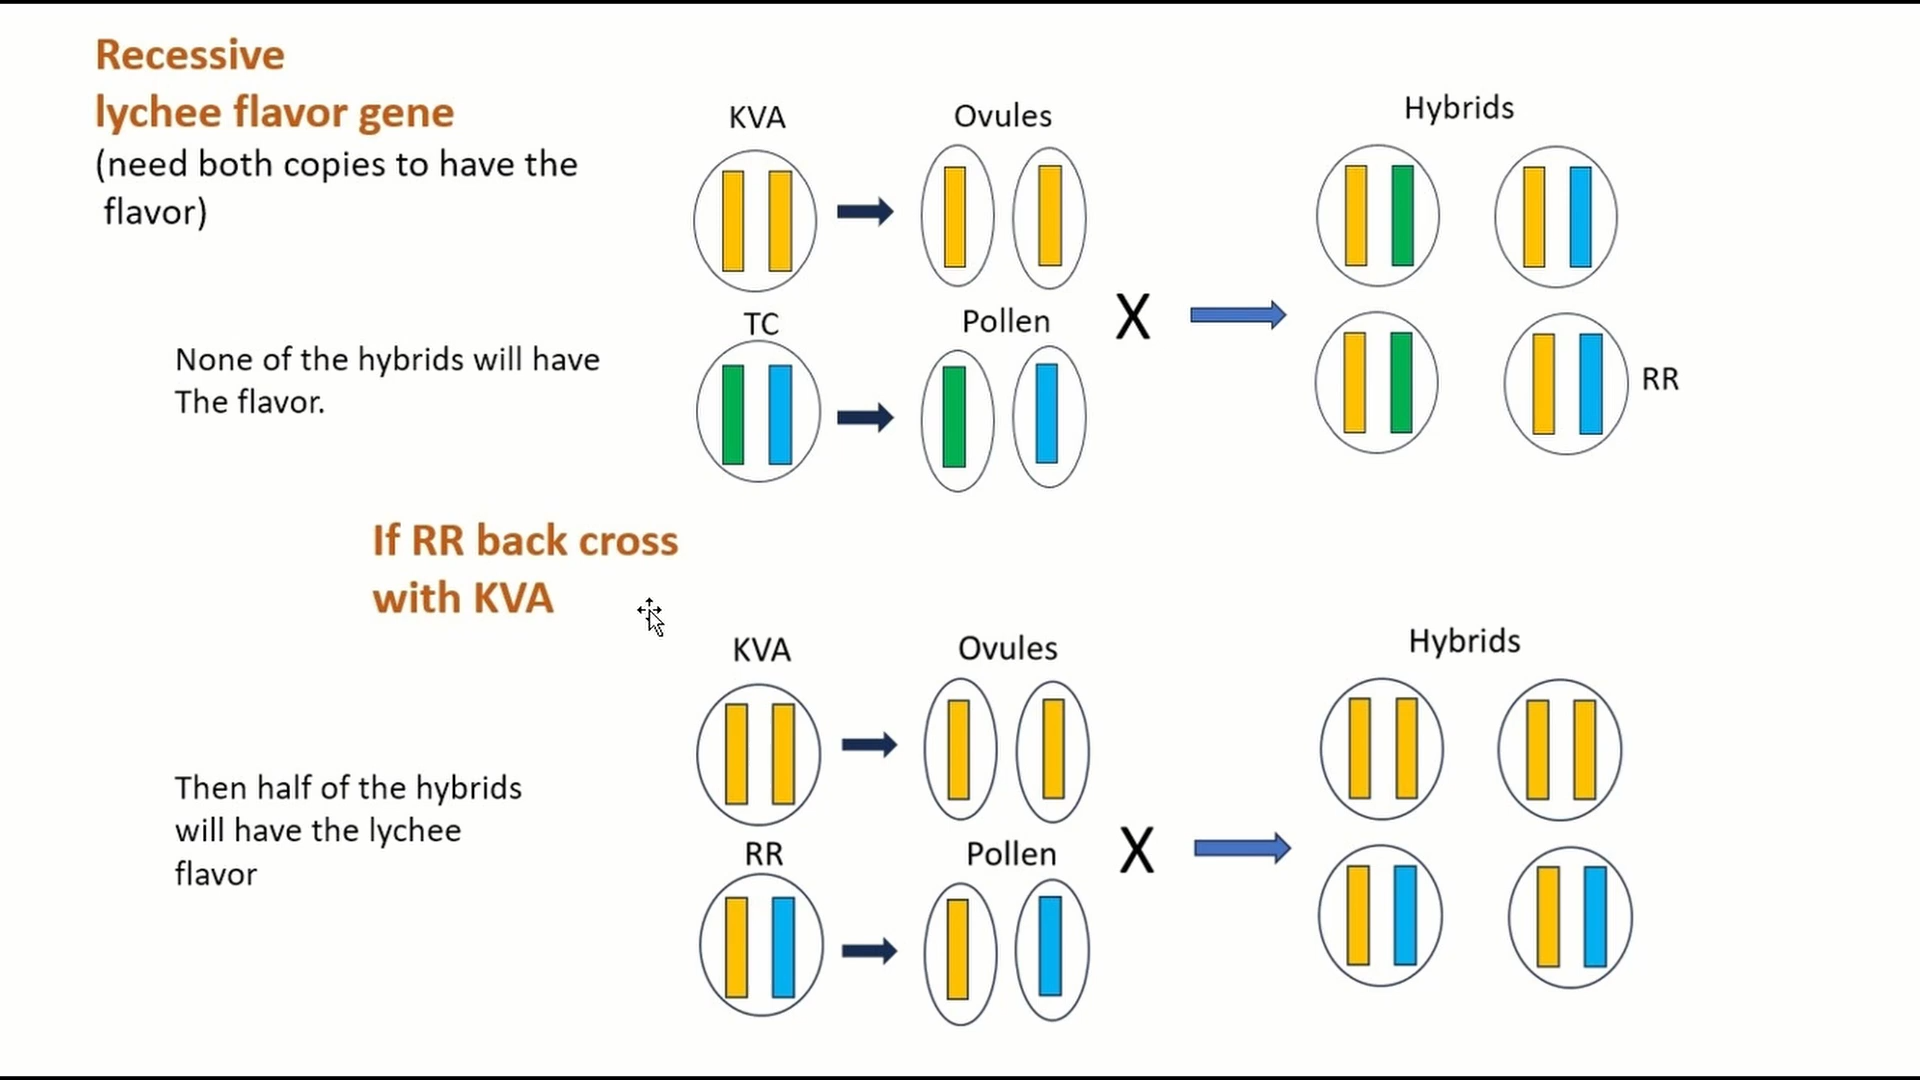 Recessive
lychee flavor gene
(need both copies to have the
flavor)
None of the hybrids will have
The flavor.
KVA
Ovules
Hybrids
TC
Pollen
X
RR
If RR back cross
with KVA
Then half of the hybrids
will have the lychee
flavor
KVA
Ovules
Hybrids
RR
Pollen
X